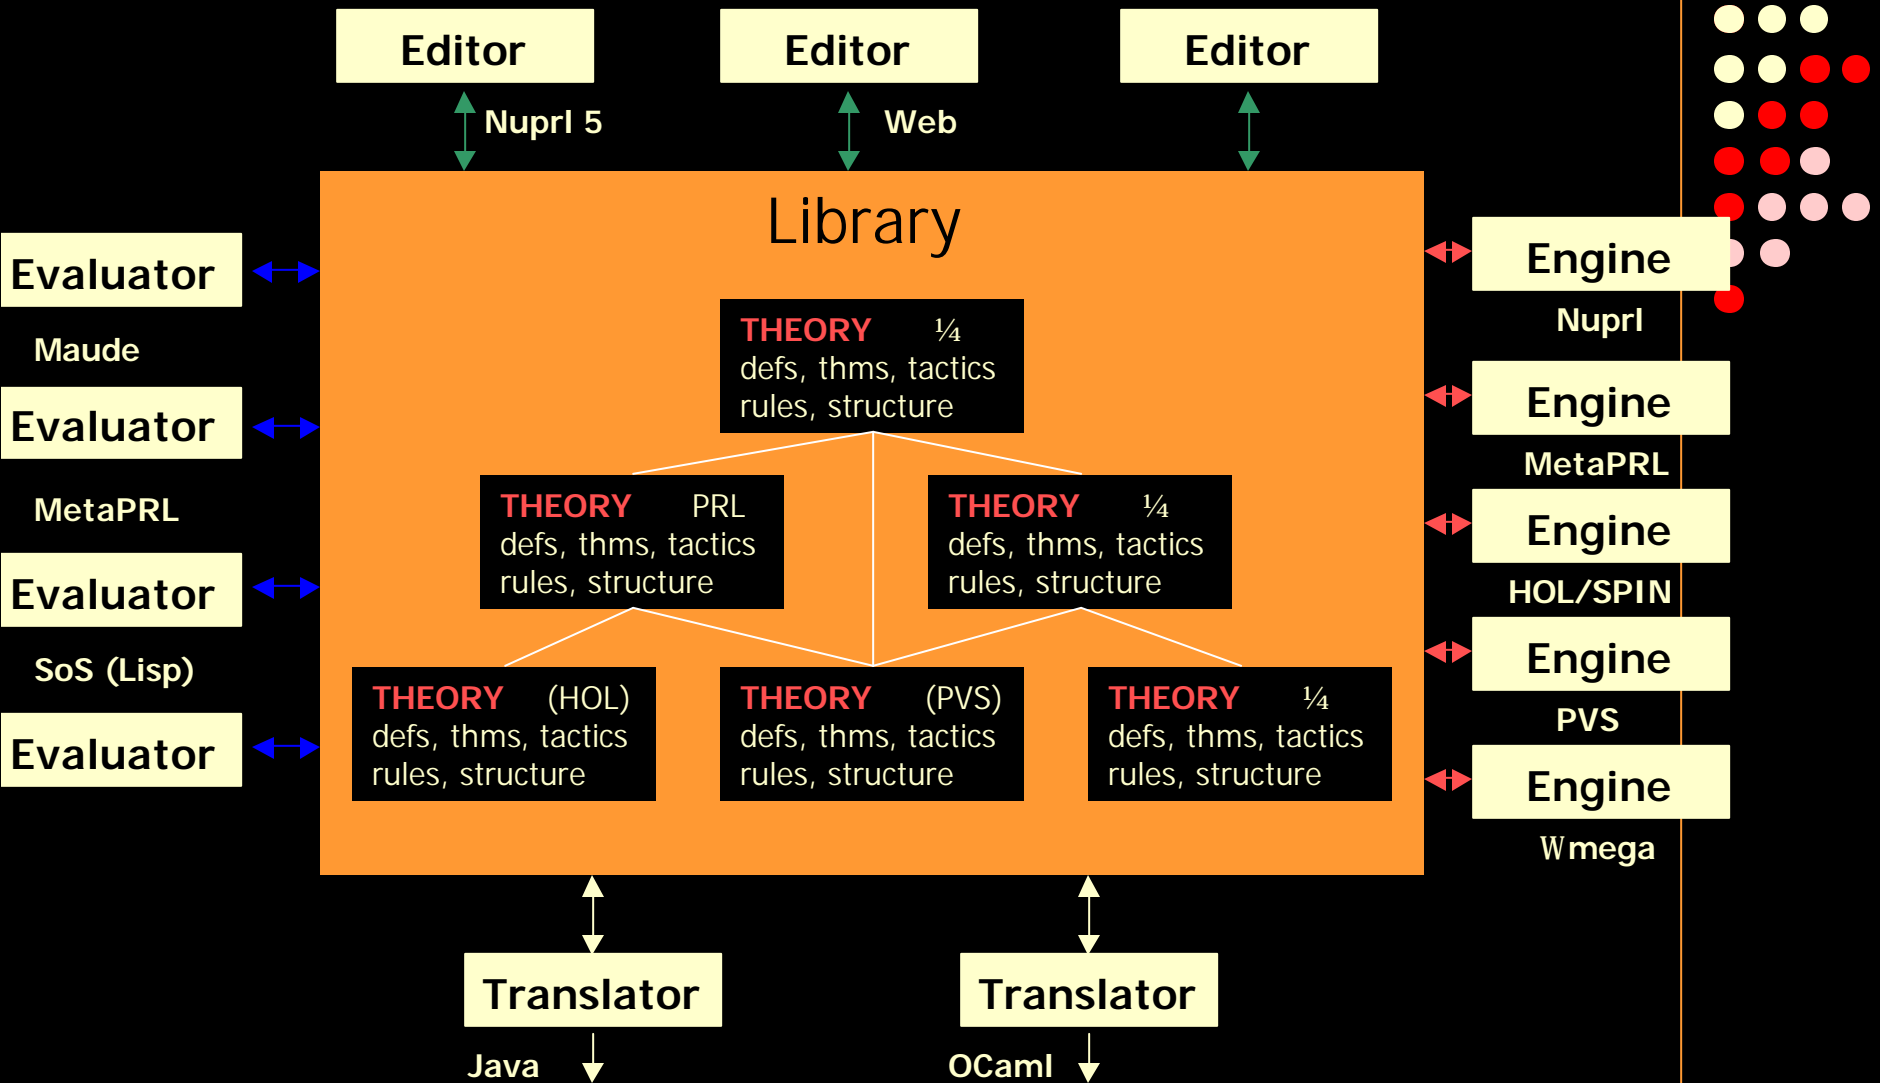 Editor Editor Editor
Nuprl 5 Web
Library
Evaluator
Maude
Evaluator
MetaPRL
Evaluator
SoS (Lisp)
Evaluator
THEORY ¼
defs, thms, tactics
rules, structure
THEORY PRL
defs, thms, tactics
rules, structure
THEORY ¼
defs, thms, tactics
rules, structure
THEORY (HOL)
defs, thms, tactics
rules, structure
THEORY (PVS)
defs, thms, tactics
rules, structure
THEORY ¼
defs, thms, tactics
rules, structure
Engine
Nuprl
Engine
MetaPRL
Engine
HOL/SPIN
Engine
PVS
Engine
Wmega
Translator Translator
Java OCaml